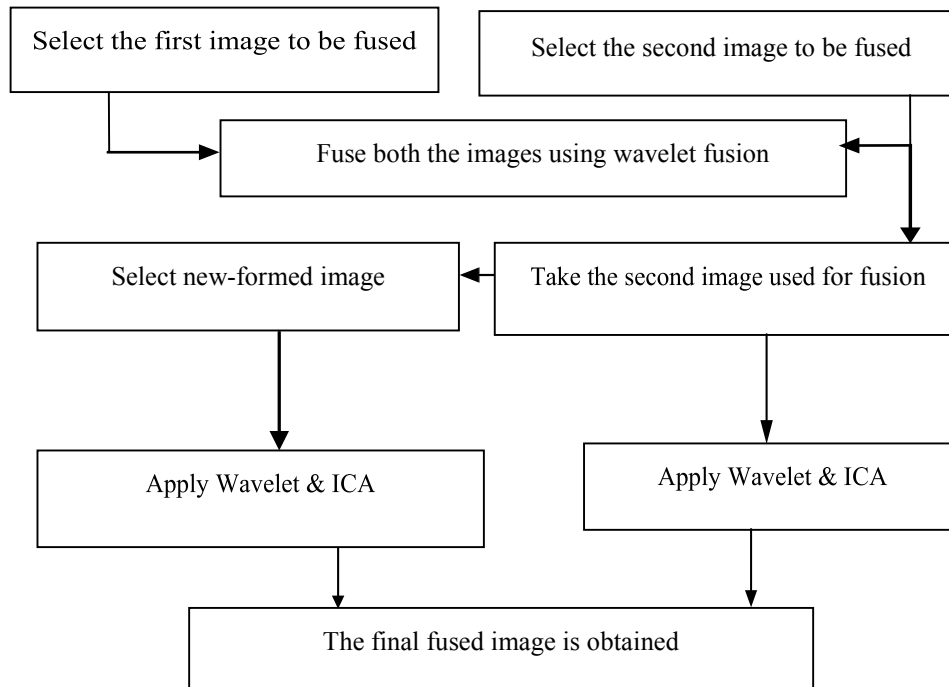 Select the first image to be fused
Select the second image to be fused
Fuse both the images using wavelet fusion
Select new-formed image
Take the second image used for fusion
Apply Wavelet & ICA
Apply Wavelet & ICA
The final fused image is obtained